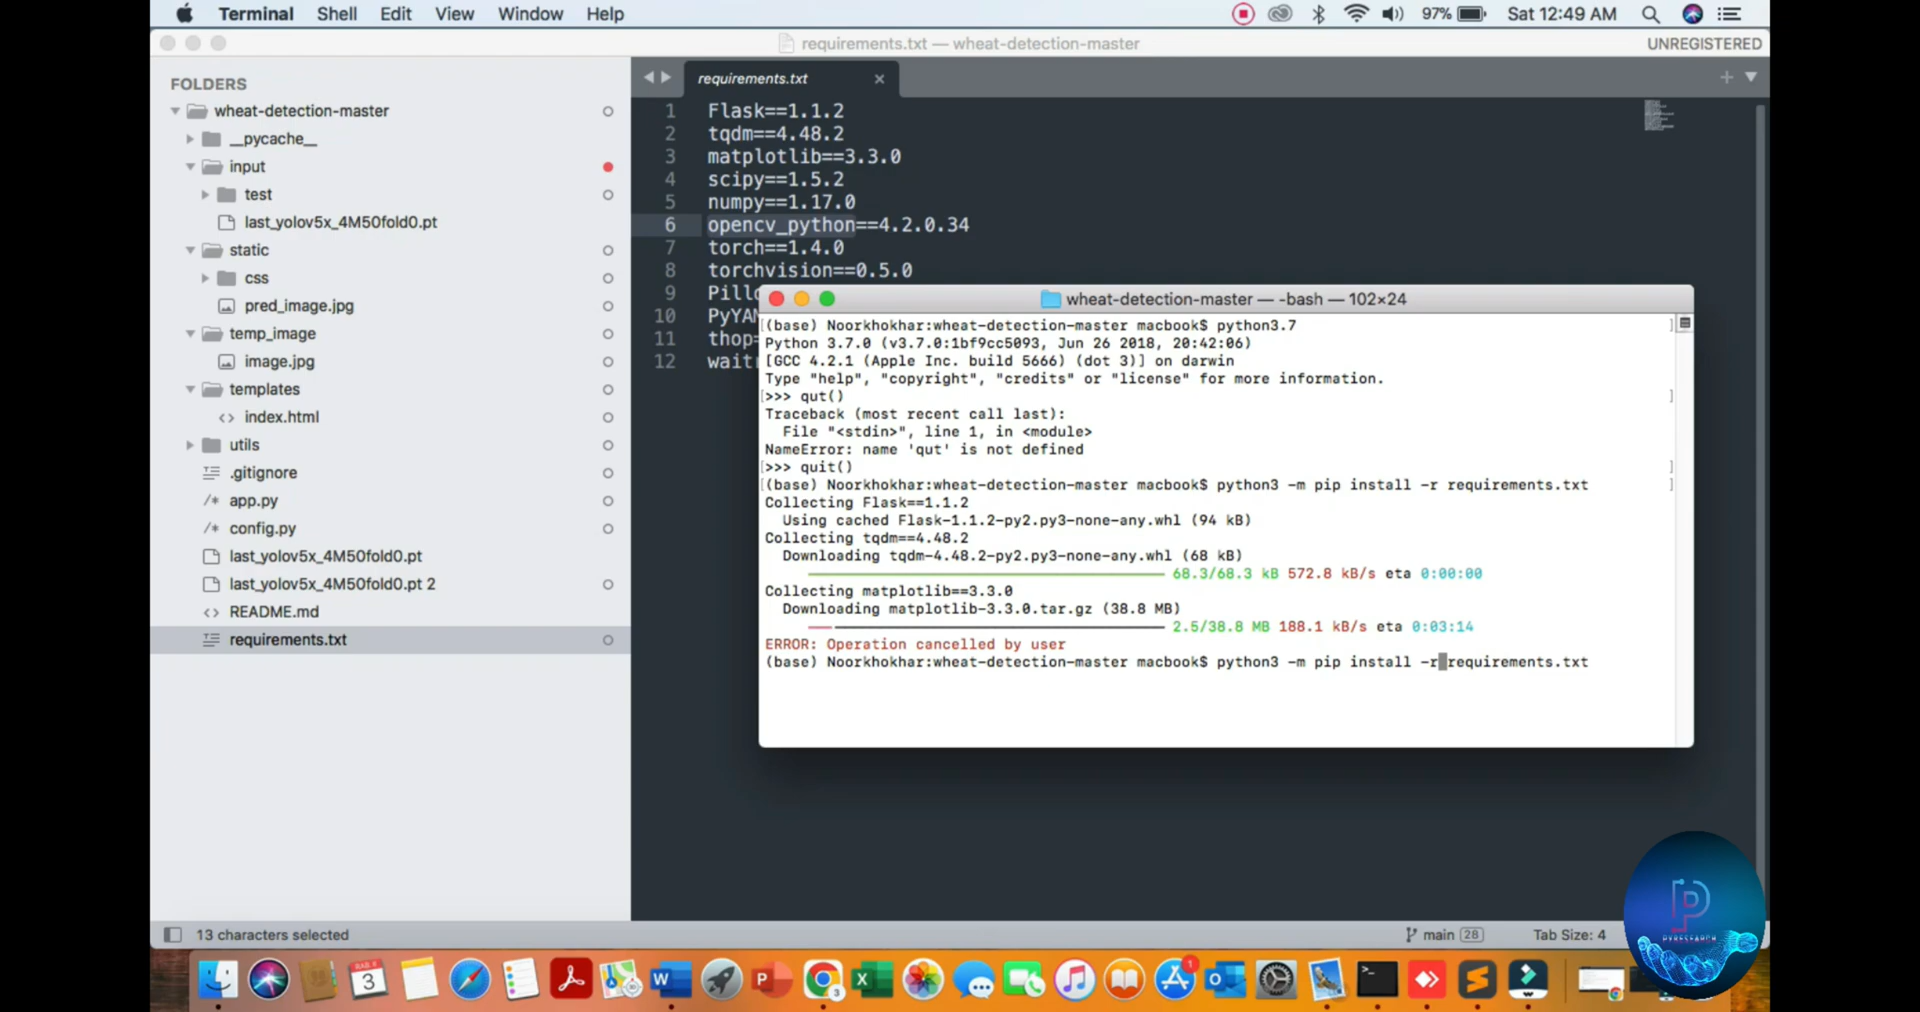 Terminal Shell Edit View Window Help 97% Sat 12:49 AM
requirements.txt — wheat-detection-master UNREGISTERED
FOLDERS
wheat-detection-master
__pycache__
input
test
last_yolov5x_4M50fold0.pt
static
css
pred_image.jpg
temp_image
image.jpg
templates
index.html
utils
.gitignore
app.py
config.py
last_yolov5x_4M50fold0.pt
last_yolov5x_4M50fold0.pt 2
README.md
requirements.txt
requirements.txt
1 Flask==1.1.2
2 tqdm==4.48.2
3 matplotlib==3.3.0
4 scipy==1.5.2
5 numpy==1.17.0
6 opencv_python==4.2.0.34
7 torch==1.4.0
8 torchvision==0.5.0
9
10
11 thop
12
wheat-detection-master — -bash — 102×24
(base) Noorkhokhar:wheat-detection-master macbook$ python3.7
Python 3.7.0 (v3.7.0:1bf9cc5093, Jun 26 2018, 20:42:06)
[GCC 4.2.1 (Apple Inc. build 5666) (dot 3)] on darwin
Type "help", "copyright", "credits" or "license" for more information.
>>> qut()
Traceback (most recent call last):
File "<stdin>", line 1, in <module>
NameError: name 'qut' is not defined
>>> quit()
(base) Noorkhokhar:wheat-detection-master macbook$ python3 -m pip install -r requirements.txt
Collecting Flask==1.1.2
Using cached Flask-1.1.2-py2.py3-none-any.whl (94 kB)
Collecting tqdm==4.48.2
Downloading tqdm-4.48.2-py2.py3-none-any.whl (68 kB)
68.3/68.3 kB 572.8 kB/s eta 0:00:00
Collecting matplotlib==3.3.0
Downloading matplotlib-3.3.0.tar.gz (38.8 MB)
2.5/38.8 MB 188.1 kB/s eta 0:03:14
ERROR: Operation cancelled by user
(base) Noorkhokhar:wheat-detection-master macbook$ python3 -m pip install -r requirements.txt
13 characters selected main 28 Tab Size: 4
PYRESEARCH